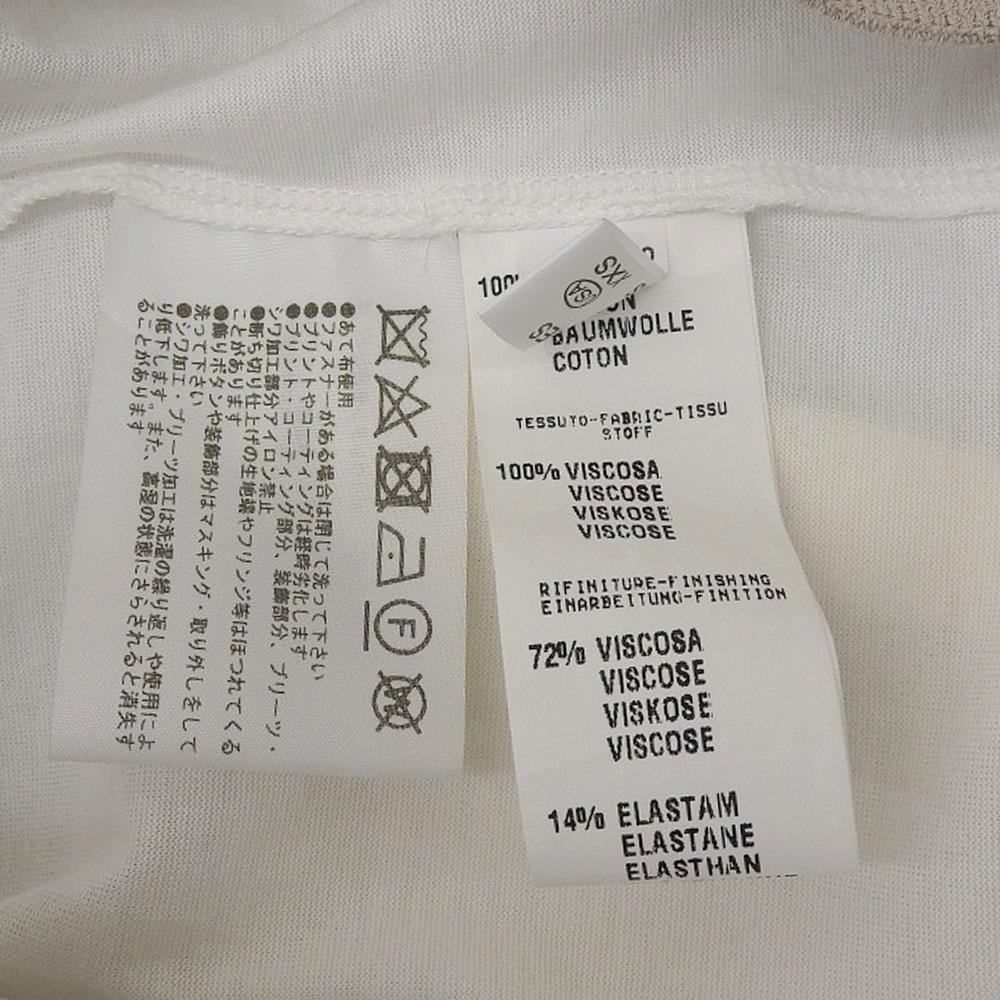 ●あて布使用
●ファスナーがある場合は閉じて洗って下さい
●プリントやコーティングは経時劣化します
●プリント・コーティング部分、装飾部分、プリーツ・
シワ加工部分アイロン禁止
●断ち切り仕上げの生地端やフリンジ等はほつれてくる
ことがあります
●飾りボタンや装飾部分はマスキング・取り外しをして
洗って下さい
●シワ加工・プリーツ加工は洗濯の繰り返しや使用によ
り低下します。また、高湿の状態にさらされると消失す
ることがあります
F
XS
SA
BAUMWOLLE
COTON
TESSUTO-FABRIC-TISSU
STOFF
100% VISCOSA
VISCOSE
VISKOSE
VISCOSE
RIFINITURE-FINISHING
EINARBEITUNG-FINITION
72% VISCOSA
VISCOSE
VISKOSE
VISCOSE
14% ELASTAM
ELASTANE
ELASTHAN